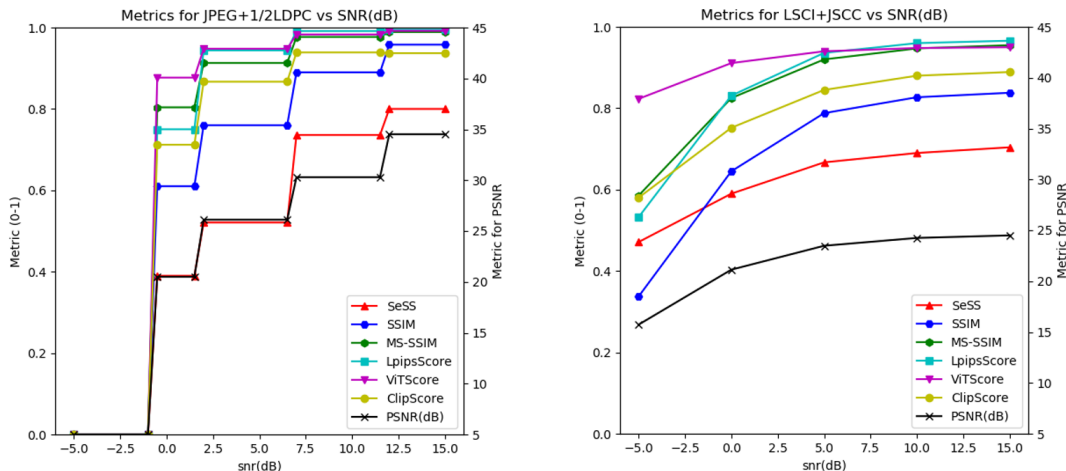 Metrics for JPEG+1/2LDPC vs SNR(dB)
1.0
0.8
0.6
0.4
0.2
0.0
Metric (0-1)
45
40
35
30
25
20
15
10
5
Metric for PSNR
−5.0
−2.5
0.0
2.5
5.0
7.5
10.0
12.5
15.0
snr(dB)
SeSS
SSIM
MS-SSIM
LpipsScore
ViTScore
ClipScore
PSNR(dB)
Metrics for LSCI+JSCC vs SNR(dB)
1.0
0.8
0.6
0.4
0.2
0.0
Metric (0-1)
45
40
35
30
25
20
15
10
5
Metric for PSNR
−5.0
−2.5
0.0
2.5
5.0
7.5
10.0
12.5
15.0
snr(dB)
SeSS
SSIM
MS-SSIM
LpipsScore
ViTScore
ClipScore
PSNR(dB)